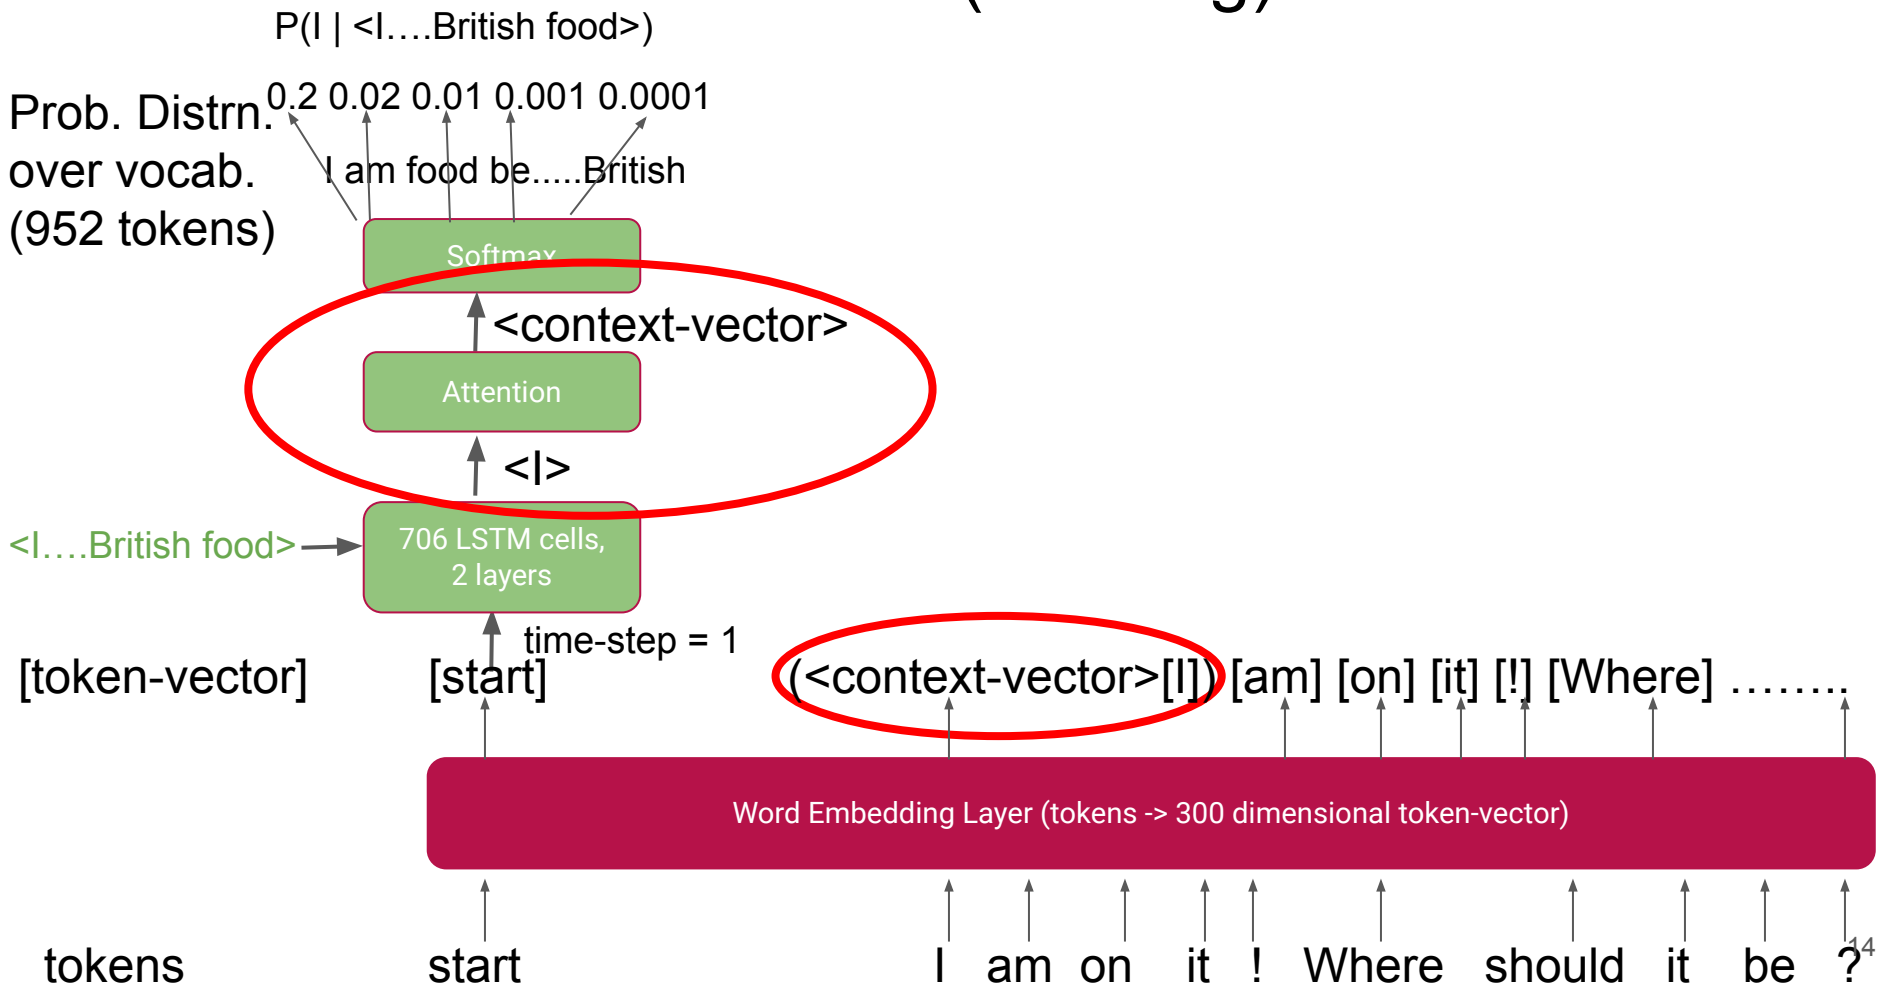 P(I | <I....British food>)
Prob. Distrn.
over vocab.
(952 tokens)
0.2 0.02 0.01 0.001 0.0001
I am food be.....British
Softmax
<context-vector>
Attention
<I>
<I....British food>
706 LSTM cells,
2 layers
time-step = 1
[token-vector] [start] (<context-vector>[I]) [am] [on] [it] [!] [Where] ........
Word Embedding Layer (tokens -> 300 dimensional token-vector)
tokens start I am on it ! Where should it be ?
14